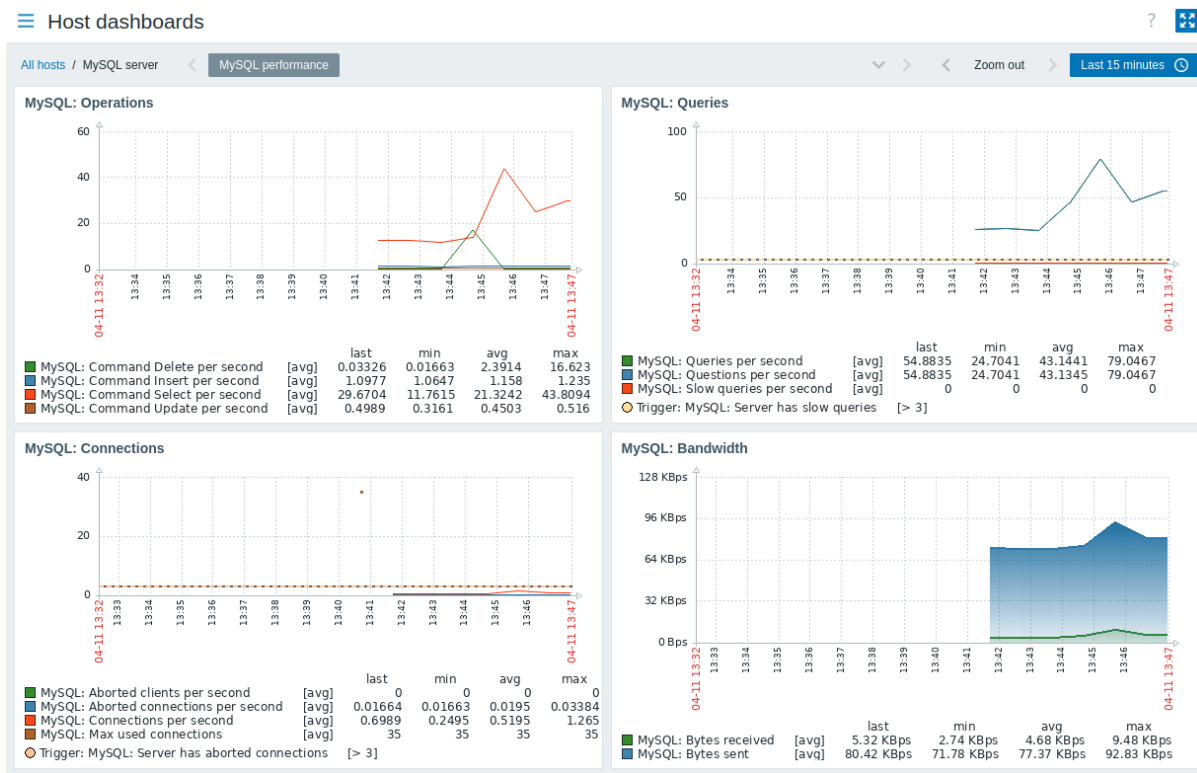 Host dashboards
?
All hosts / MySQL server
MySQL performance
Zoom out
Last 15 minutes
MySQL: Operations
60
40
20
0
04-11 13:32
13:34
13:35
13:36
13:37
13:38
13:39
13:40
13:41
13:42
13:43
13:44
13:45
13:46
13:47
04-11 13:47
last min avg max
MySQL: Command Delete per second [avg] 0.03326 0.01663 2.3914 16.623
MySQL: Command Insert per second [avg] 1.0977 1.0647 1.158 1.235
MySQL: Command Select per second [avg] 29.6704 11.7615 21.3242 43.8094
MySQL: Command Update per second [avg] 0.4989 0.3161 0.4503 0.516
MySQL: Queries
100
50
0
04-11 13:32
13:34
13:35
13:36
13:37
13:38
13:39
13:40
13:41
13:42
13:43
13:44
13:45
13:46
13:47
04-11 13:47
last min avg max
MySQL: Queries per second [avg] 54.8835 24.7041 43.1441 79.0467
MySQL: Questions per second [avg] 54.8835 24.7041 43.1345 79.0467
MySQL: Slow queries per second [avg] 0 0 0 0
Trigger: MySQL: Server has slow queries [> 3]
MySQL: Connections
40
20
0
04-11 13:32
13:33
13:34
13:35
13:36
13:37
13:38
13:39
13:40
13:41
13:42
13:43
13:44
13:45
13:46
04-11 13:47
last min avg max
MySQL: Aborted clients per second [avg] 0 0 0 0
MySQL: Aborted connections per second [avg] 0.01664 0.01663 0.0195 0.03384
MySQL: Connections per second [avg] 0.6989 0.2495 0.5195 1.265
MySQL: Max used connections [avg] 35 35 35 35
Trigger: MySQL: Server has aborted connections [> 3]
MySQL: Bandwidth
128 KBps
96 KBps
64 KBps
32 KBps
0 Bps
04-11 13:32
13:33
13:34
13:35
13:36
13:37
13:38
13:39
13:40
13:41
13:42
13:43
13:44
13:45
13:46
04-11 13:47
last min avg max
MySQL: Bytes received [avg] 5.32 KBps 2.74 KBps 4.68 KBps 9.48 KBps
MySQL: Bytes sent [avg] 80.42 KBps 71.78 KBps 77.37 KBps 92.83 KBps